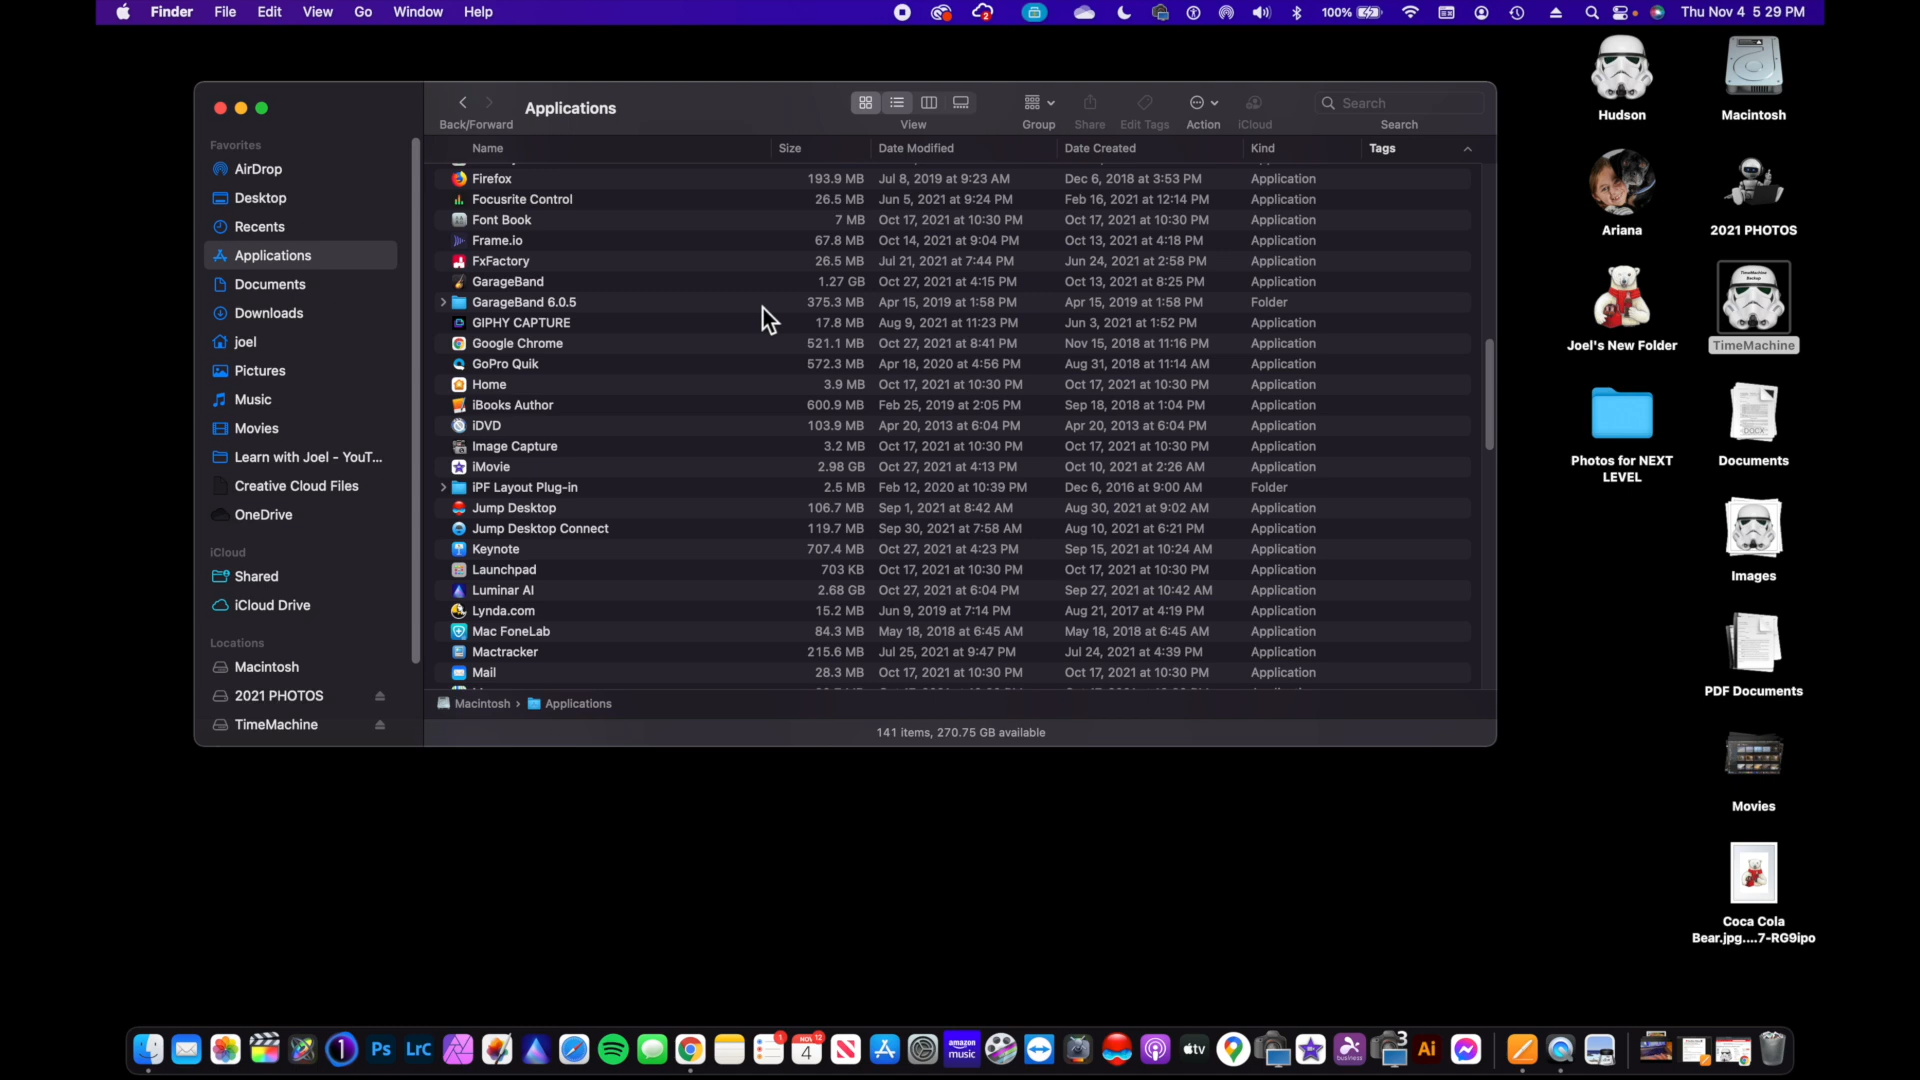 Finder File Edit View Go Window Help 2 100% Thu Nov 4 5:29 PM
Applications
Back/Forward View Group Share Edit Tags Action iCloud Search
Search
Name Size Date Modified Date Created Kind Tags
Favorites
AirDrop
Desktop
Recents
Applications
Documents
Downloads
joel
Pictures
Music
Movies
Learn with Joel - YouT...
Creative Cloud Files
OneDrive
iCloud
Shared
iCloud Drive
Locations
Macintosh
2021 PHOTOS
TimeMachine
Firefox 193.9 MB Jul 8, 2019 at 9:23 AM Dec 6, 2018 at 3:53 PM Application
Focusrite Control 26.5 MB Jun 5, 2021 at 9:24 PM Feb 16, 2021 at 12:14 PM Application
Font Book 7 MB Oct 17, 2021 at 10:30 PM Oct 17, 2021 at 10:30 PM Application
Frame.io 67.8 MB Oct 14, 2021 at 9:04 PM Oct 13, 2021 at 4:18 PM Application
FxFactory 26.5 MB Jul 21, 2021 at 7:44 PM Jun 24, 2021 at 2:58 PM Application
GarageBand 1.27 GB Oct 27, 2021 at 4:15 PM Oct 13, 2021 at 8:25 PM Application
GarageBand 6.0.5 375.3 MB Apr 15, 2019 at 1:58 PM Apr 15, 2019 at 1:58 PM Folder
GIPHY CAPTURE 17.8 MB Aug 9, 2021 at 11:23 PM Jun 3, 2021 at 1:52 PM Application
Google Chrome 521.1 MB Oct 27, 2021 at 8:41 PM Nov 15, 2018 at 11:16 PM Application
GoPro Quik 572.3 MB Apr 18, 2020 at 4:56 PM Aug 31, 2018 at 11:14 AM Application
Home 3.9 MB Oct 17, 2021 at 10:30 PM Oct 17, 2021 at 10:30 PM Application
iBooks Author 600.9 MB Feb 25, 2019 at 2:05 PM Sep 18, 2018 at 1:04 PM Application
iDVD 103.9 MB Apr 20, 2013 at 6:04 PM Apr 20, 2013 at 6:04 PM Application
Image Capture 3.2 MB Oct 17, 2021 at 10:30 PM Oct 17, 2021 at 10:30 PM Application
iMovie 2.98 GB Oct 27, 2021 at 4:13 PM Oct 10, 2021 at 2:26 AM Application
iPF Layout Plug-in 2.5 MB Feb 12, 2020 at 10:39 PM Dec 6, 2016 at 9:00 AM Folder
Jump Desktop 106.7 MB Sep 1, 2021 at 8:42 AM Aug 30, 2021 at 9:02 AM Application
Jump Desktop Connect 119.7 MB Sep 30, 2021 at 7:58 AM Aug 10, 2021 at 6:21 PM Application
Keynote 707.4 MB Oct 27, 2021 at 4:23 PM Sep 15, 2021 at 10:24 AM Application
Launchpad 703 KB Oct 17, 2021 at 10:30 PM Oct 17, 2021 at 10:30 PM Application
Luminar AI 2.68 GB Oct 27, 2021 at 6:04 PM Sep 27, 2021 at 10:42 AM Application
Lynda.com 15.2 MB Jun 9, 2019 at 7:14 PM Aug 21, 2017 at 4:19 PM Application
Mac FoneLab 84.3 MB May 18, 2018 at 6:45 AM May 18, 2018 at 6:45 AM Application
Mactracker 215.6 MB Jul 25, 2021 at 9:47 PM Jul 24, 2021 at 4:39 PM Application
Mail 28.3 MB Oct 17, 2021 at 10:30 PM Oct 17, 2021 at 10:30 PM Application
Macintosh › Applications
141 items, 270.75 GB available
Hudson Macintosh
Ariana 2021 PHOTOS
TimeMachine
Backup
Joel's New Folder TimeMachine
DOCX
Photos for NEXT
LEVEL
Documents
Images
PDF Documents
Movies
Coca Cola
Bear.jpg....7-RG9ipo
1 Ps LrC 1 NOV 4 12 amazon
music tv business 3 Ai